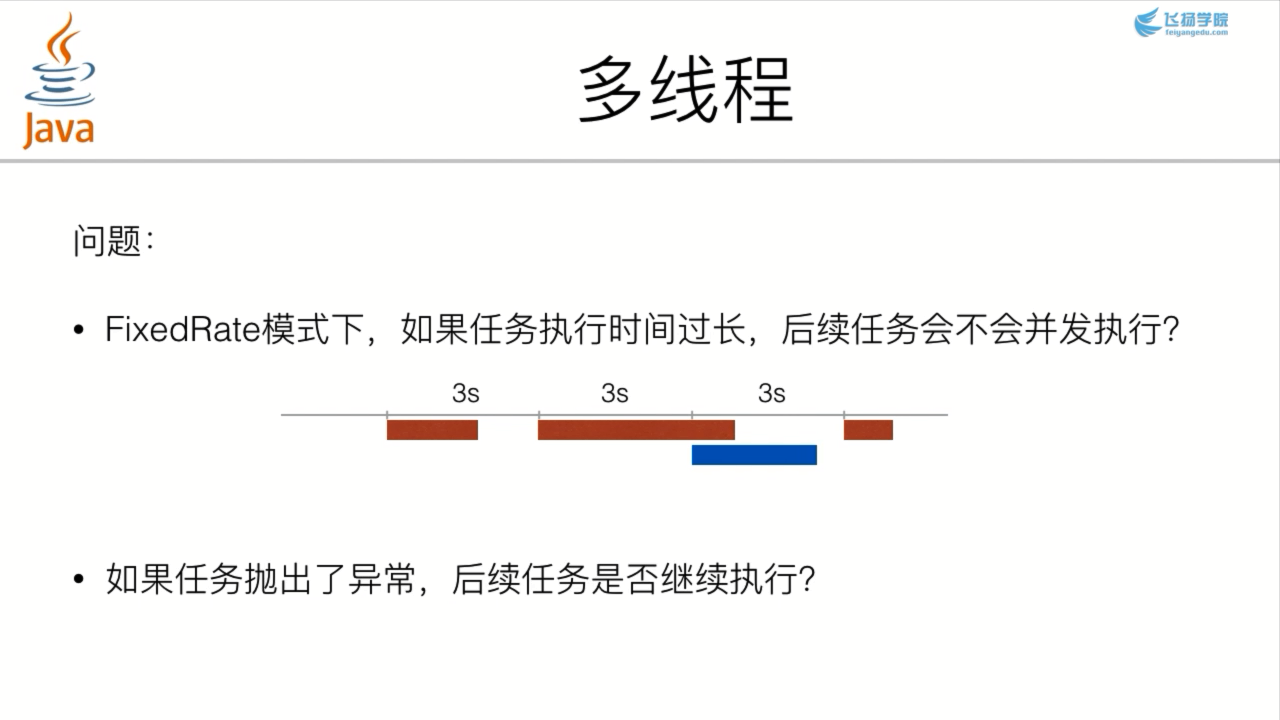 飞扬学院
feiyangedu.com
Java
多线程
问题：
• FixedRate模式下，如果任务执行时间过长，后续任务会不会并发执行？
3s 3s 3s
• 如果任务抛出了异常，后续任务是否继续执行？